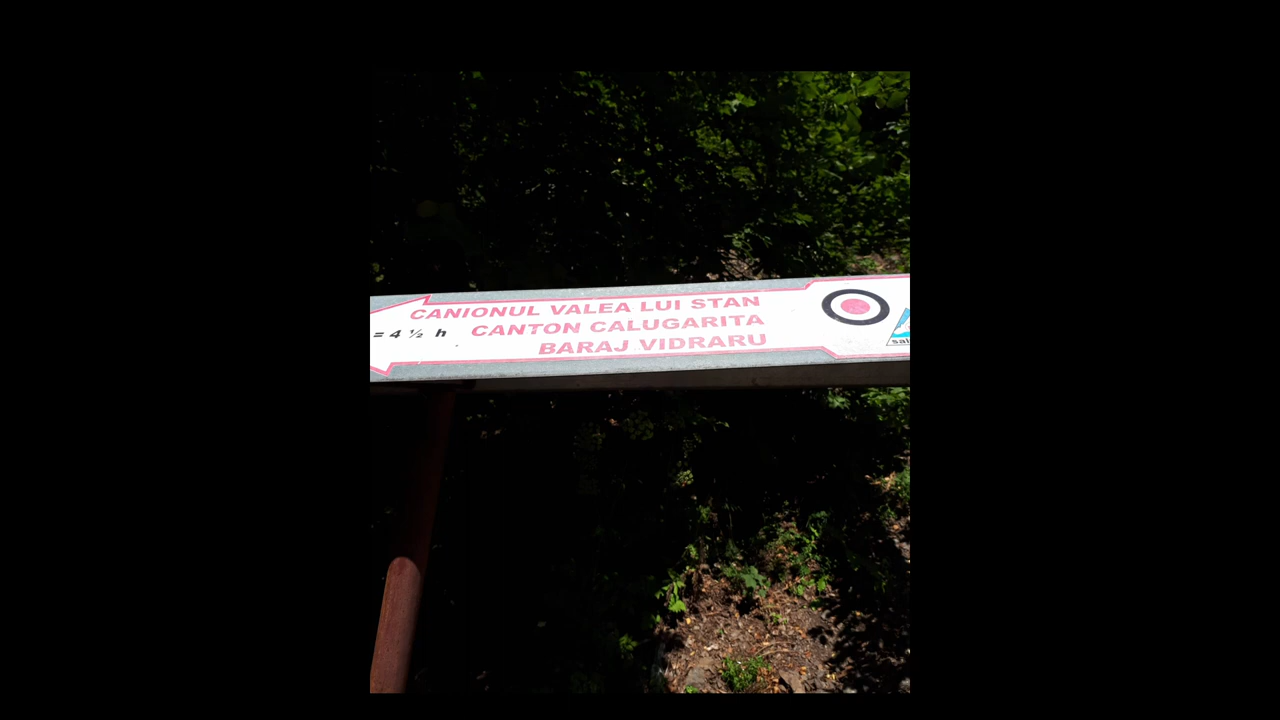 CANIONUL VALEA LUI STAN
= 4 ½ h CANTON CALUGARITA
BARAJ VIDRARU